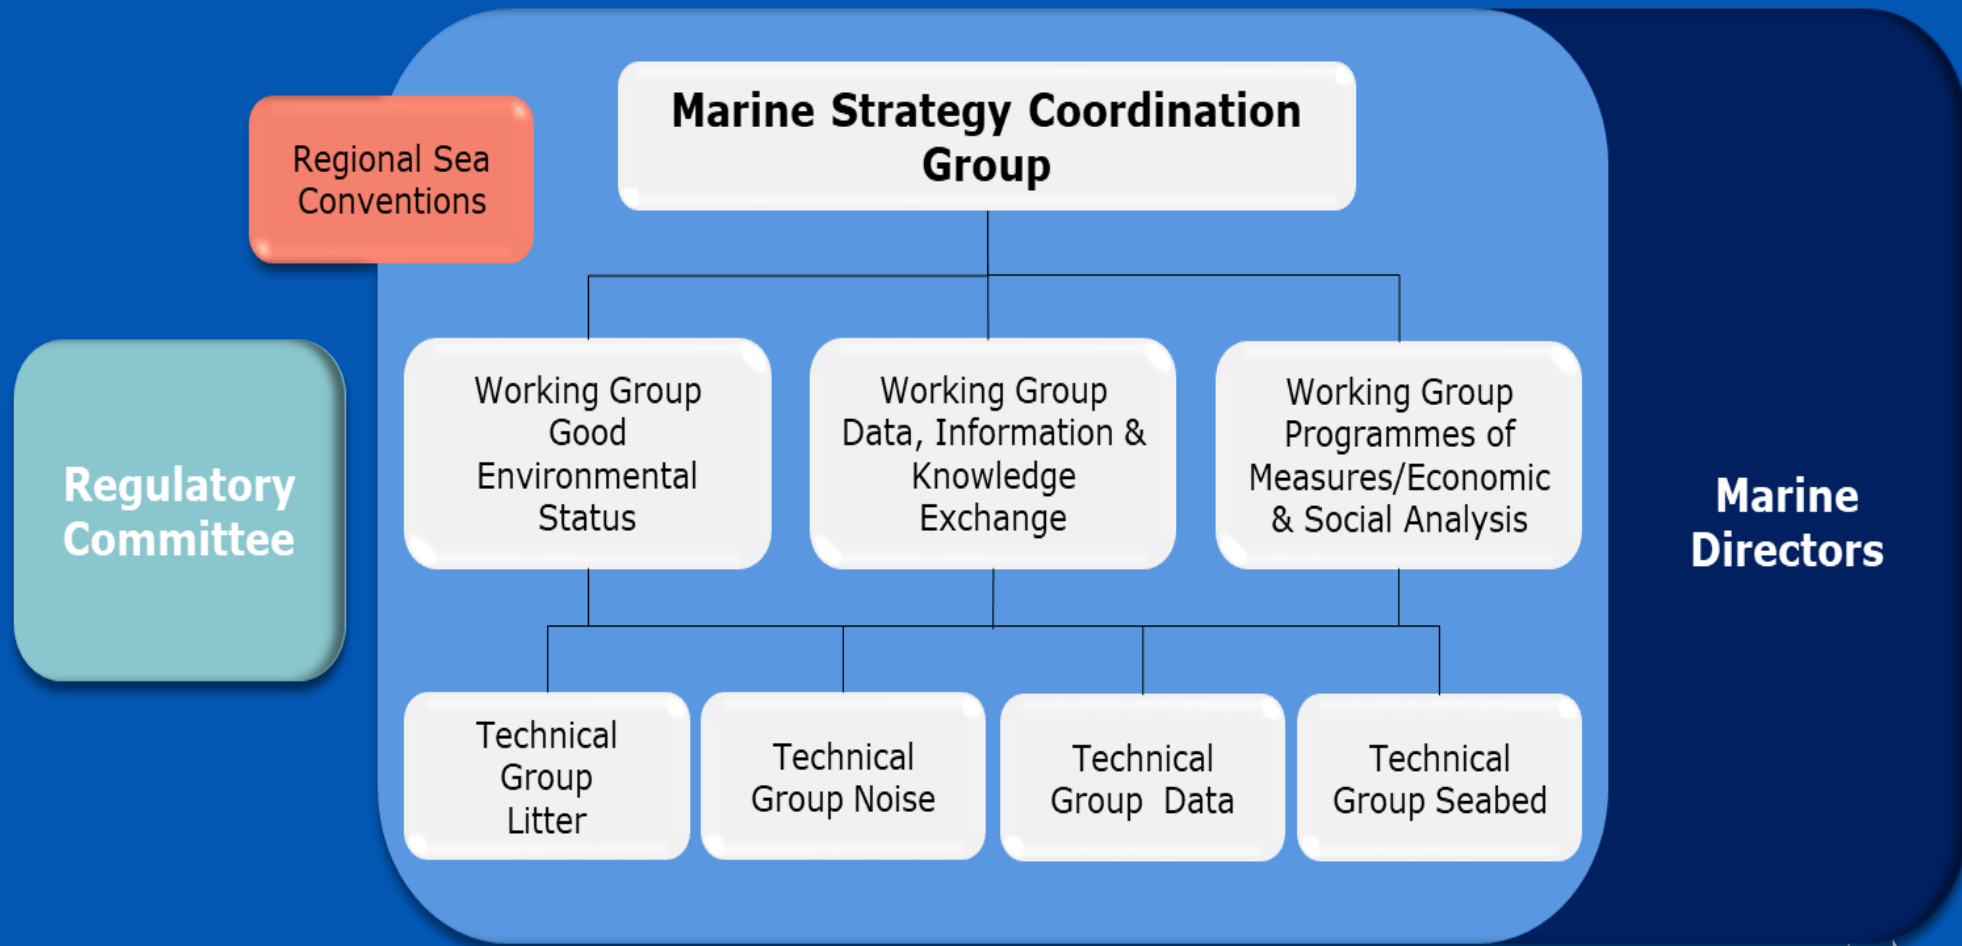 Marine Strategy Coordination
Group
Regional Sea
Conventions
Regulatory
Committee
Working Group
Good
Environmental
Status
Working Group
Data, Information &
Knowledge
Exchange
Working Group
Programmes of
Measures/Economic
& Social Analysis
Marine
Directors
Technical
Group
Litter
Technical
Group Noise
Technical
Group  Data
Technical
Group Seabed